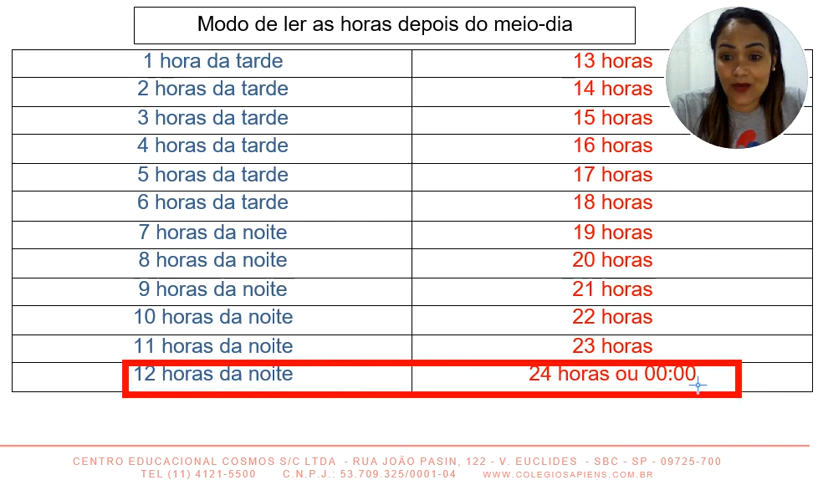 Modo de ler as horas depois do meio-dia
1 hora da tarde 13 horas
2 horas da tarde 14 horas
3 horas da tarde 15 horas
4 horas da tarde 16 horas
5 horas da tarde 17 horas
6 horas da tarde 18 horas
7 horas da noite 19 horas
8 horas da noite 20 horas
9 horas da noite 21 horas
10 horas da noite 22 horas
11 horas da noite 23 horas
12 horas da noite 24 horas ou 00:00
CENTRO EDUCACIONAL COSMOS S/C LTDA - RUA JOÃO PASIN, 122 - V. EUCLIDES - SBC - SP - 09725-700
TEL (11) 4121-5500 C.N.P.J.: 53.709.325/0001-04 WWW.COLEGIOSAPIENS.COM.BR